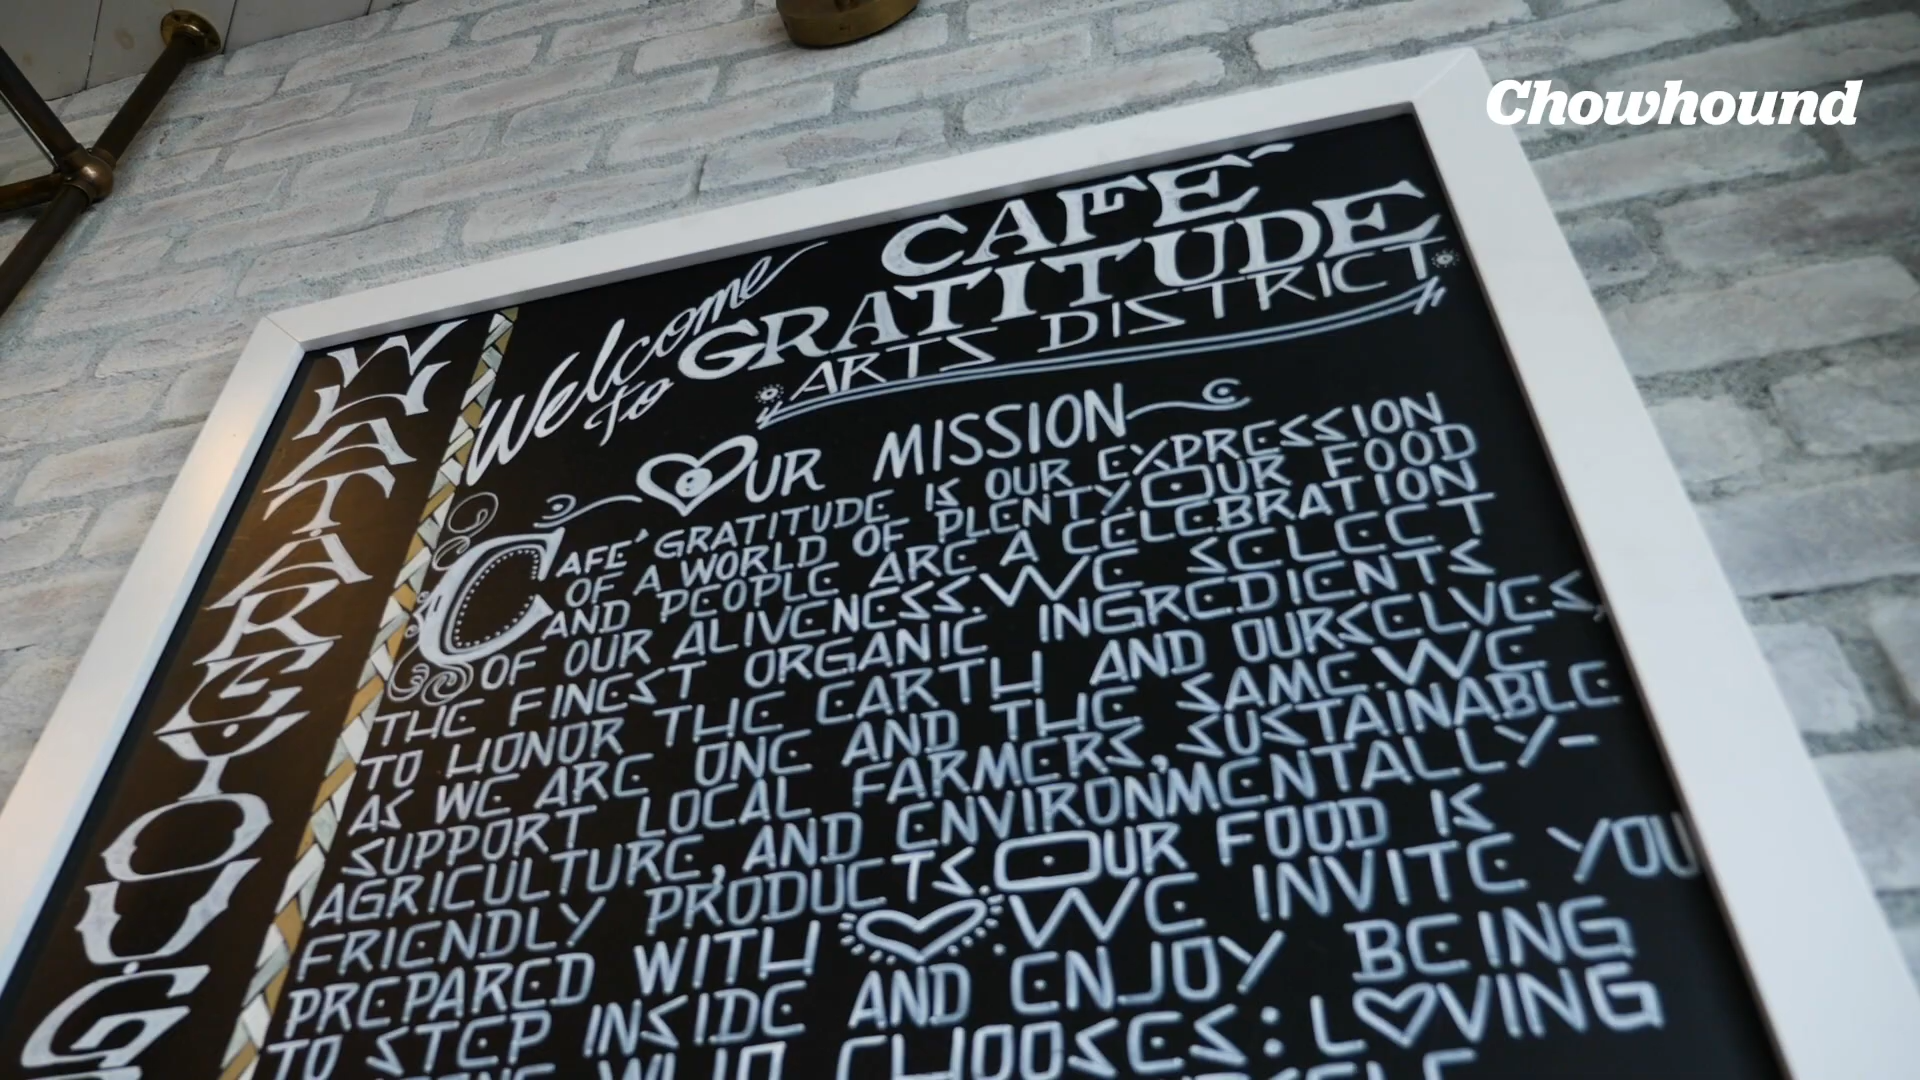 Chowhound
Welcome
to
CAFÉ
GRATITUDE
ARTS DISTRICT
OUR MISSION
CAFE' GRATITUDE IS OUR EXPRESSION
OF A WORLD OF PLENTY. OUR FOOD
AND PEOPLE ARE A CELEBRATION
OF OUR ALIVENESS. WE SELECT
THE FINEST ORGANIC INGREDIENTS
TO HONOR THE EARTH AND OURSELVES,
AS WE ARE ONE AND THE SAME. WE
SUPPORT LOCAL FARMERS, SUSTAINABLE
AGRICULTURE, AND ENVIRONMENTALLY-
FRIENDLY PRODUCTS. OUR FOOD IS
PREPARED WITH ♡. WE INVITE YOU
TO STEP INSIDE AND ENJOY BEING
WHO CHOOSES: LOVING
WHAT ARE YOU G